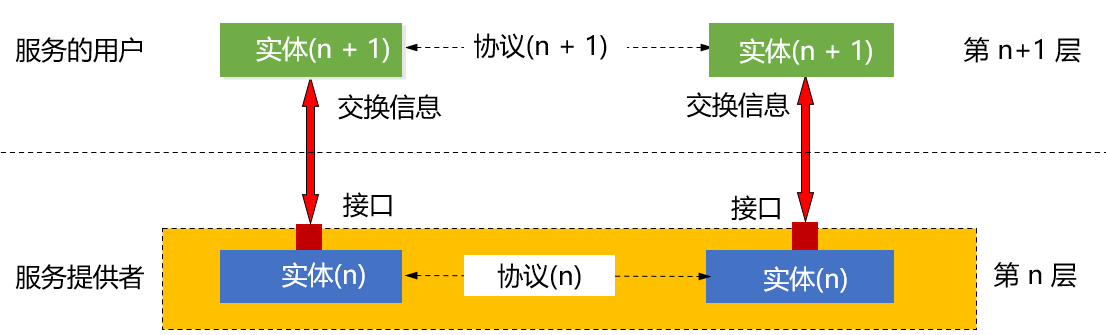 服务的用户
实体(n + 1)
协议(n + 1)
实体(n + 1)
第 n+1 层
交换信息
交换信息
接口
接口
服务提供者
实体(n)
协议(n)
实体(n)
第 n 层